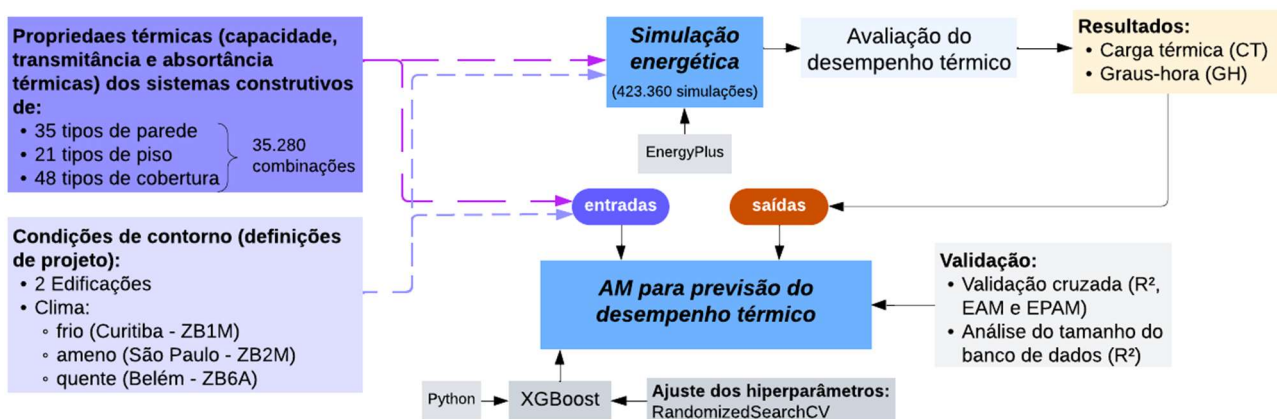 Propriedaes térmicas (capacidade,
transmitância e absortância
térmicas) dos sistemas construtivos
de:
• 35 tipos de parede
• 21 tipos de piso
• 48 tipos de cobertura
35.280
combinações
Condições de contorno (definições
de projeto):
• 2 Edificações
• Clima:
◦ frio (Curitiba - ZB1M)
◦ ameno (São Paulo - ZB2M)
◦ quente (Belém - ZB6A)
Simulação
energética
(423.360 simulações)
EnergyPlus
Avaliação do
desempenho térmico
Resultados:
• Carga térmica (CT)
• Graus-hora (GH)
entradas
saídas
AM para previsão do
desempenho térmico
Validação:
• Validação cruzada (R²,
EAM e EPAM)
• Análise do tamanho do
banco de dados (R²)
Python
XGBoost
Ajuste dos hiperparâmetros:
RandomizedSearchCV